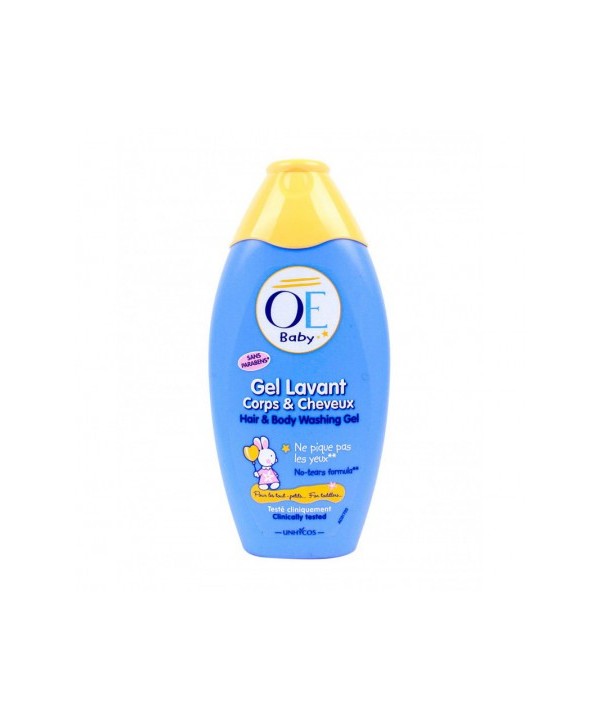 OE
Baby
SANS
PARABENS*
Gel Lavant
Corps & Cheveux
Hair & Body Washing Gel
Ne pique pas
les yeux**
No-tears formula**
Pour les tout-petits... For toddlers...
Testé cliniquement
Clinically tested
UNHYCOS